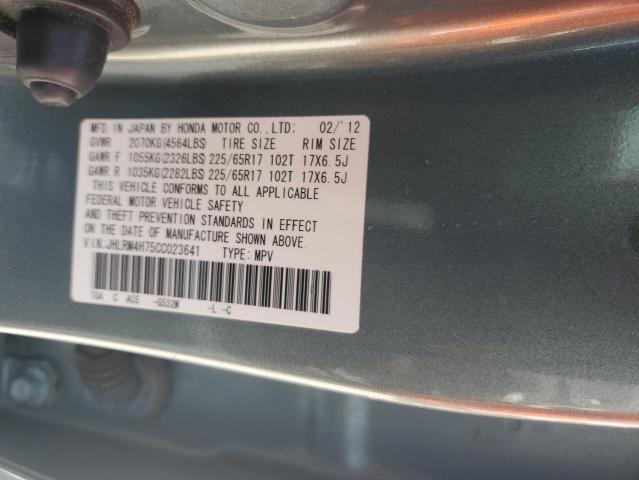 MFD. IN JAPAN BY HONDA MOTOR CO.,LTD: 02/'12
GVWR 2070KG(4564LBS) TIRE SIZE RIM SIZE
GAWR F 1055KG(2326LBS) 225/65R17 102T 17X6.5J
GAWR R 1035KG(2282LBS) 225/65R17 102T 17X6.5J
THIS VEHICLE CONFORMS TO ALL APPLICABLE
FEDERAL MOTOR VEHICLE SAFETY
AND THEFT PREVENTION STANDARDS IN EFFECT ON
THE DATE OF MANUFACTURE SHOWN ABOVE.
V.I.N.:JHLRM4H75CC023641 TYPE: MPV
T0A C AC5 -G532M -L -C